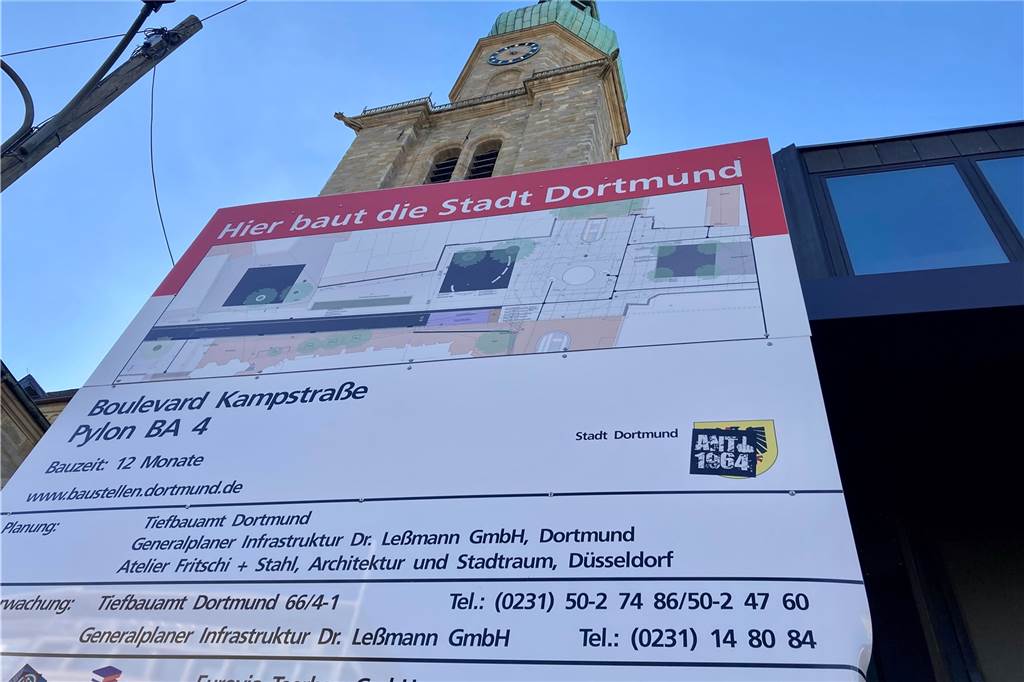 Hier baut die Stadt Dortmund
Boulevard Kampstraße
Pylon BA 4
Bauzeit: 12 Monate
www.baustellen.dortmund.de
Stadt Dortmund
ANTI
1964
Planung: Tiefbauamt Dortmund
Generalplaner Infrastruktur Dr. Leßmann GmbH, Dortmund
Atelier Fritschi + Stahl, Architektur und Stadtraum, Düsseldorf
rwachung: Tiefbauamt Dortmund 66/4-1 Tel.: (0231) 50-2 74 86/50-2 47 60
Generalplaner Infrastruktur Dr. Leßmann GmbH Tel.: (0231) 14 80 84